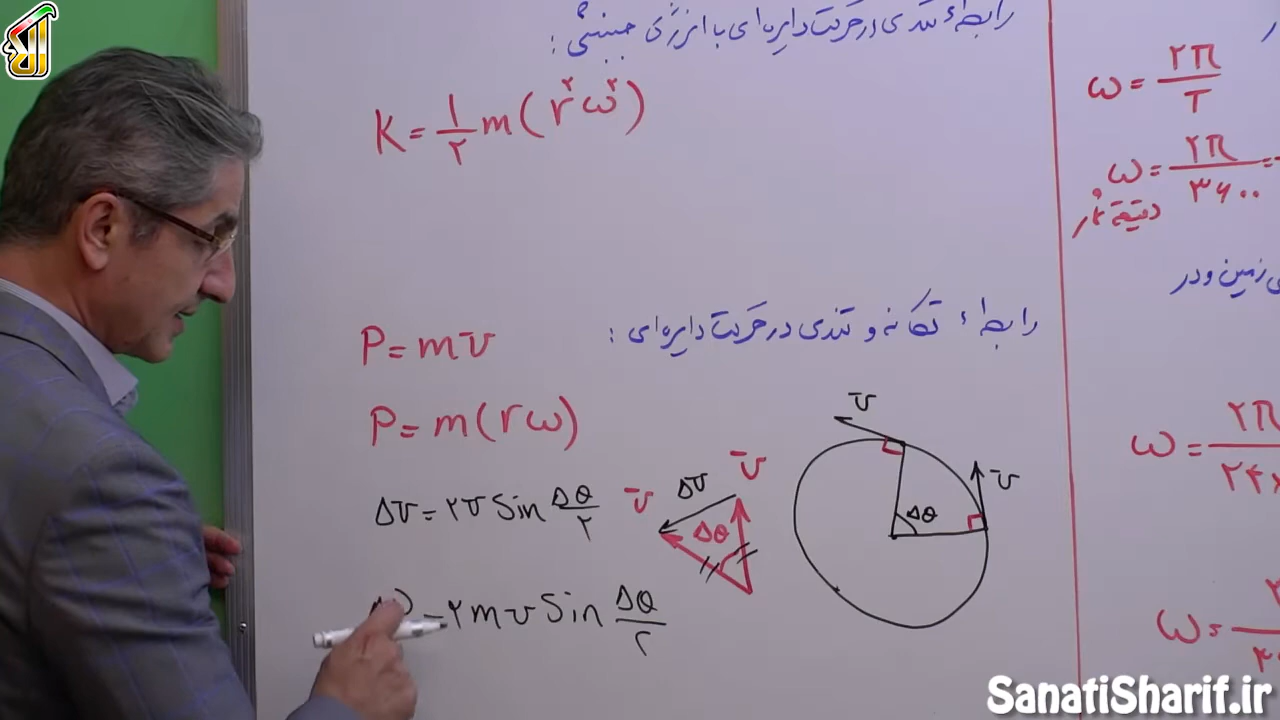 رابطهٔ تندی در حرکت دایره‌ای با انرژی جنبشی :
K = ۱/۲ m (r²ω²)
رابطهٔ تکانه و تندی در حرکت دایره‌ای :
P = mv
P = m(rω)
Δv = ۲v Sin Δθ/۲
= ۲mv Sin Δθ/۲
v
Δv
v
Δθ
v
v
Δθ
ω = ۲π/T
ω = ۲π/۳۶۰۰ =
دقیقه شمار
زمین و در
ω = ۲π
ω =
SanatiSharif.ir